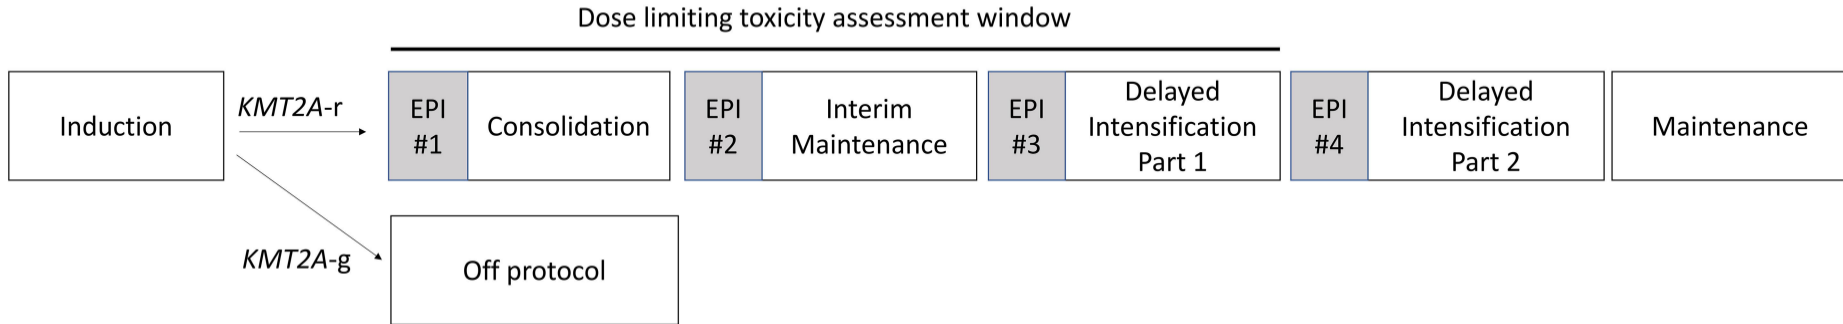 Dose limiting toxicity assessment window
Induction
KMT2A-r
EPI
#1
Consolidation
EPI
#2
Interim
Maintenance
EPI
#3
Delayed
Intensification
Part 1
EPI
#4
Delayed
Intensification
Part 2
Maintenance
KMT2A-g
Off protocol